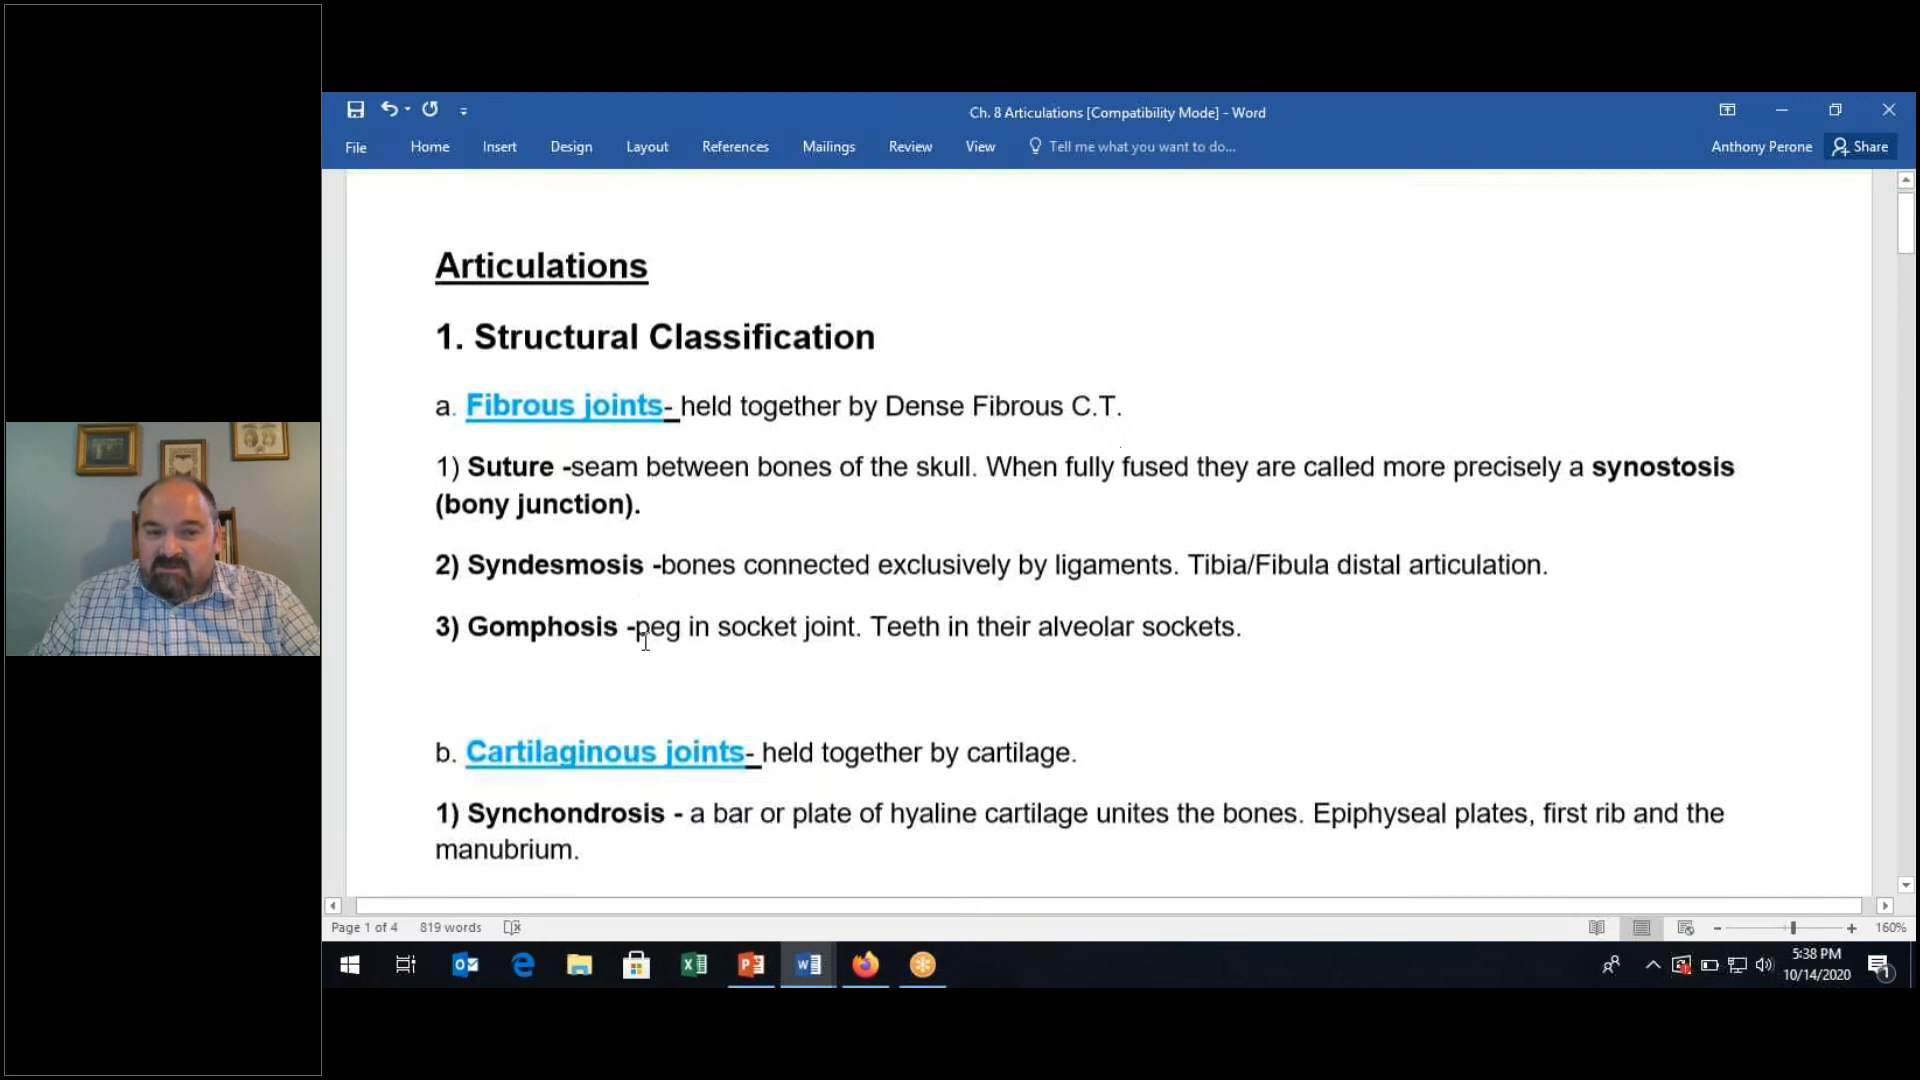 Ch. 8 Articulations [Compatibility Mode] - Word
File Home Insert Design Layout References Mailings Review View Tell me what you want to do... Anthony Perone Share
Articulations
1. Structural Classification
a. Fibrous joints- held together by Dense Fibrous C.T.
1) Suture -seam between bones of the skull. When fully fused they are called more precisely a synostosis
(bony junction).
2) Syndesmosis -bones connected exclusively by ligaments. Tibia/Fibula distal articulation.
3) Gomphosis -peg in socket joint. Teeth in their alveolar sockets.
b. Cartilaginous joints- held together by cartilage.
1) Synchondrosis - a bar or plate of hyaline cartilage unites the bones. Epiphyseal plates, first rib and the
manubrium.
Page 1 of 4 819 words 160%
5:38 PM
10/14/2020
1